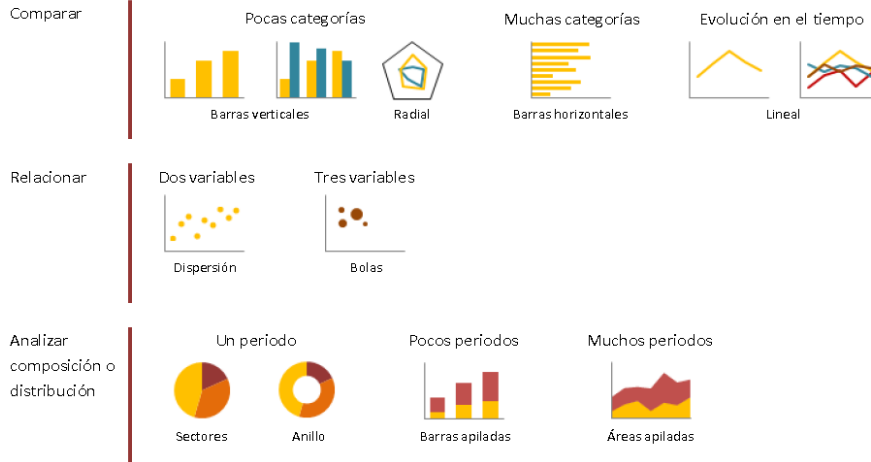 Comparar
Pocas categorías
Muchas categorías
Evolución en el tiempo
Barras verticales
Radial
Barras horizontales
Lineal
Relacionar
Dos variables
Tres variables
Dispersión
Bolas
Analizar
composición o
distribución
Un periodo
Pocos periodos
Muchos periodos
Sectores
Anillo
Barras apiladas
Áreas apiladas